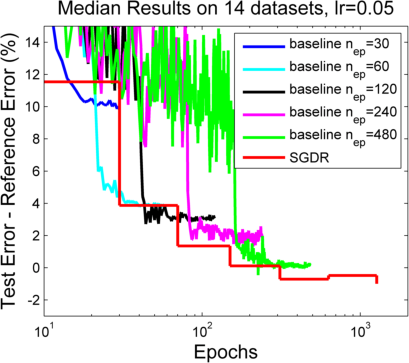 Median Results on 14 datasets, lr=0.05
Test Error - Reference Error (%)
14
12
10
8
6
4
2
0
-2
baseline n_ep=30
baseline n_ep=60
baseline n_ep=120
baseline n_ep=240
baseline n_ep=480
SGDR
10^1
10^2
10^3
Epochs